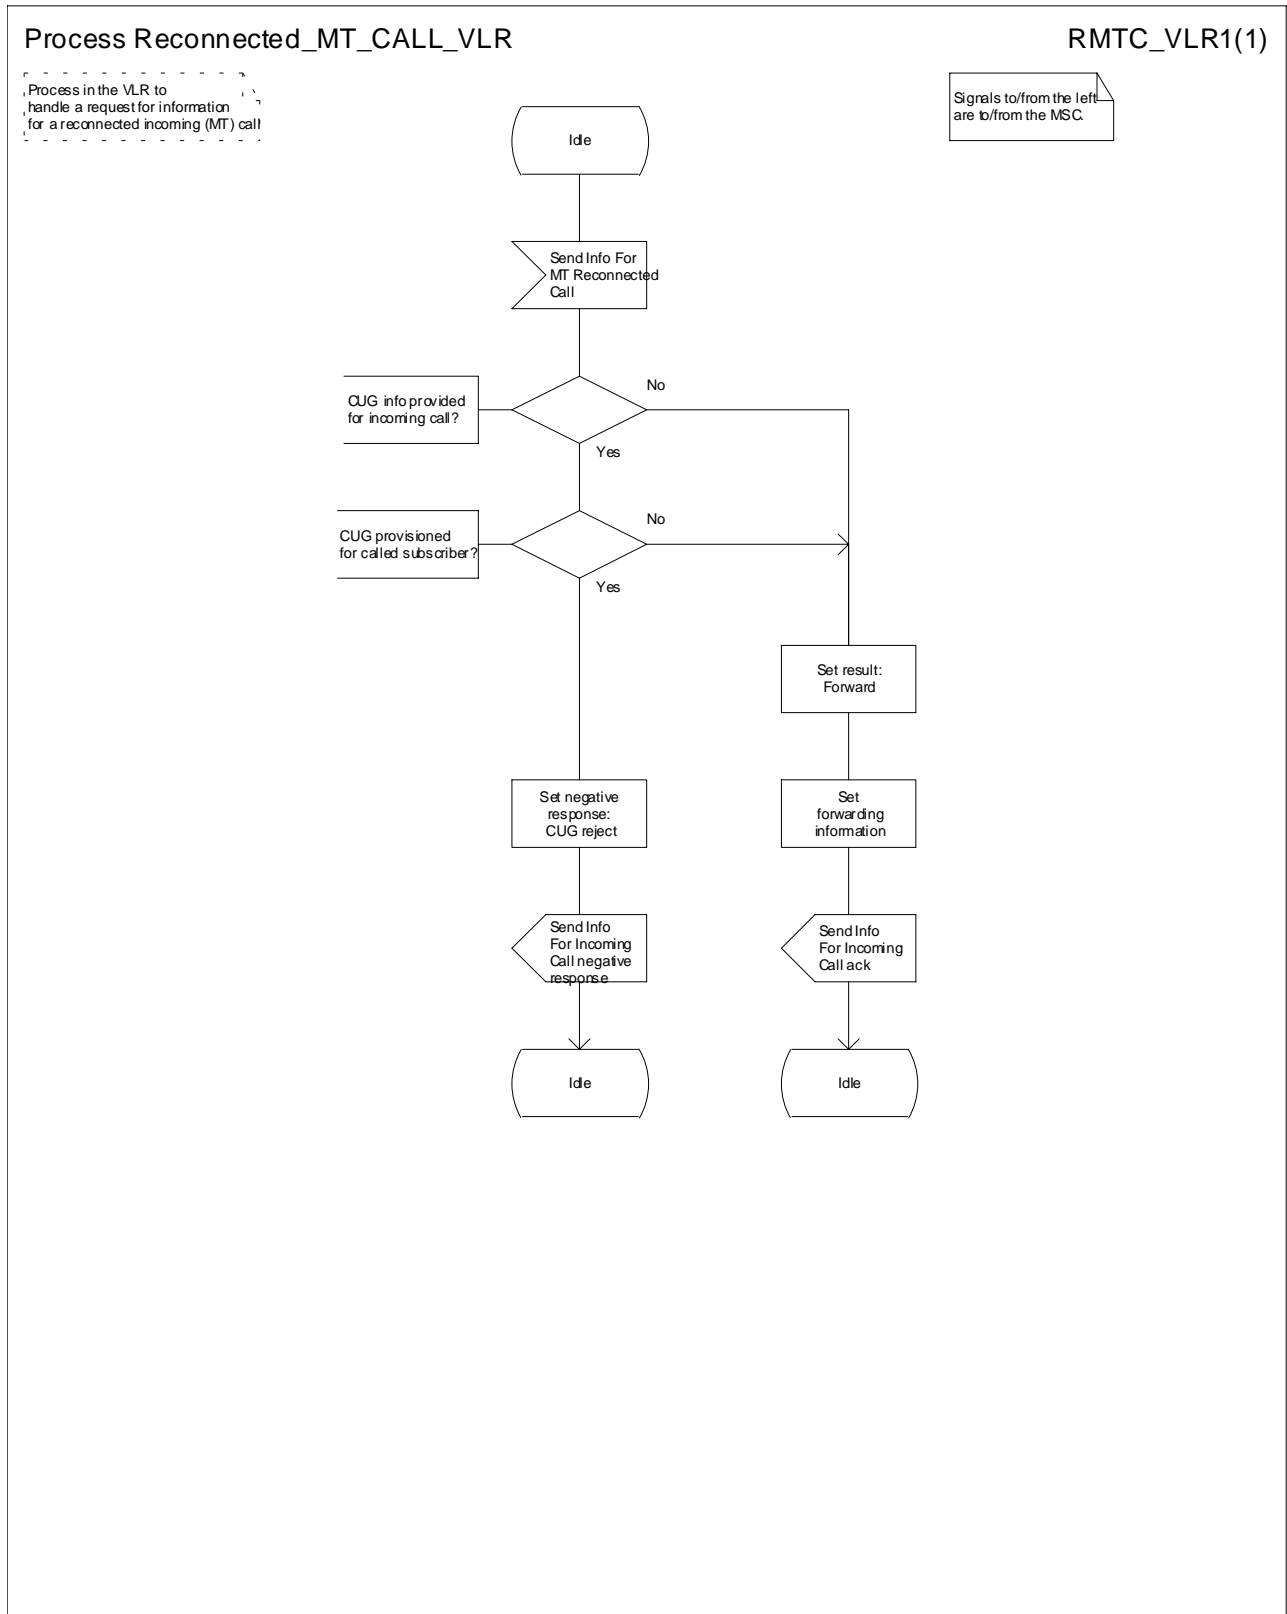 Process Reconnected_MT_CALL_VLR
RMTC_VLR1(1)
Process in the VLR to
handle a request for information
for a reconnected incoming (MT) call
Signals to/from the left
are to/from the MSC.
Idle
Send Info For
MT Reconnected
Call
CUG info provided
for incoming call?
No
Yes
CUG provisioned
for called subscriber?
No
Yes
Set result:
Forward
Set negative
response:
CUG reject
Set
forwarding
information
Send Info
For Incoming
Call negative
response
Send Info
For Incoming
Call ack
Idle
Idle